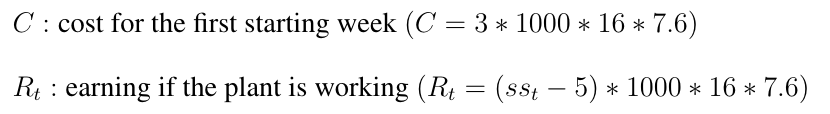 C : cost for the first starting week (C = 3 ∗ 1000 ∗ 16 ∗ 7.6)
R_t : earning if the plant is working (R_t = (ss_t − 5) ∗ 1000 ∗ 16 ∗ 7.6)